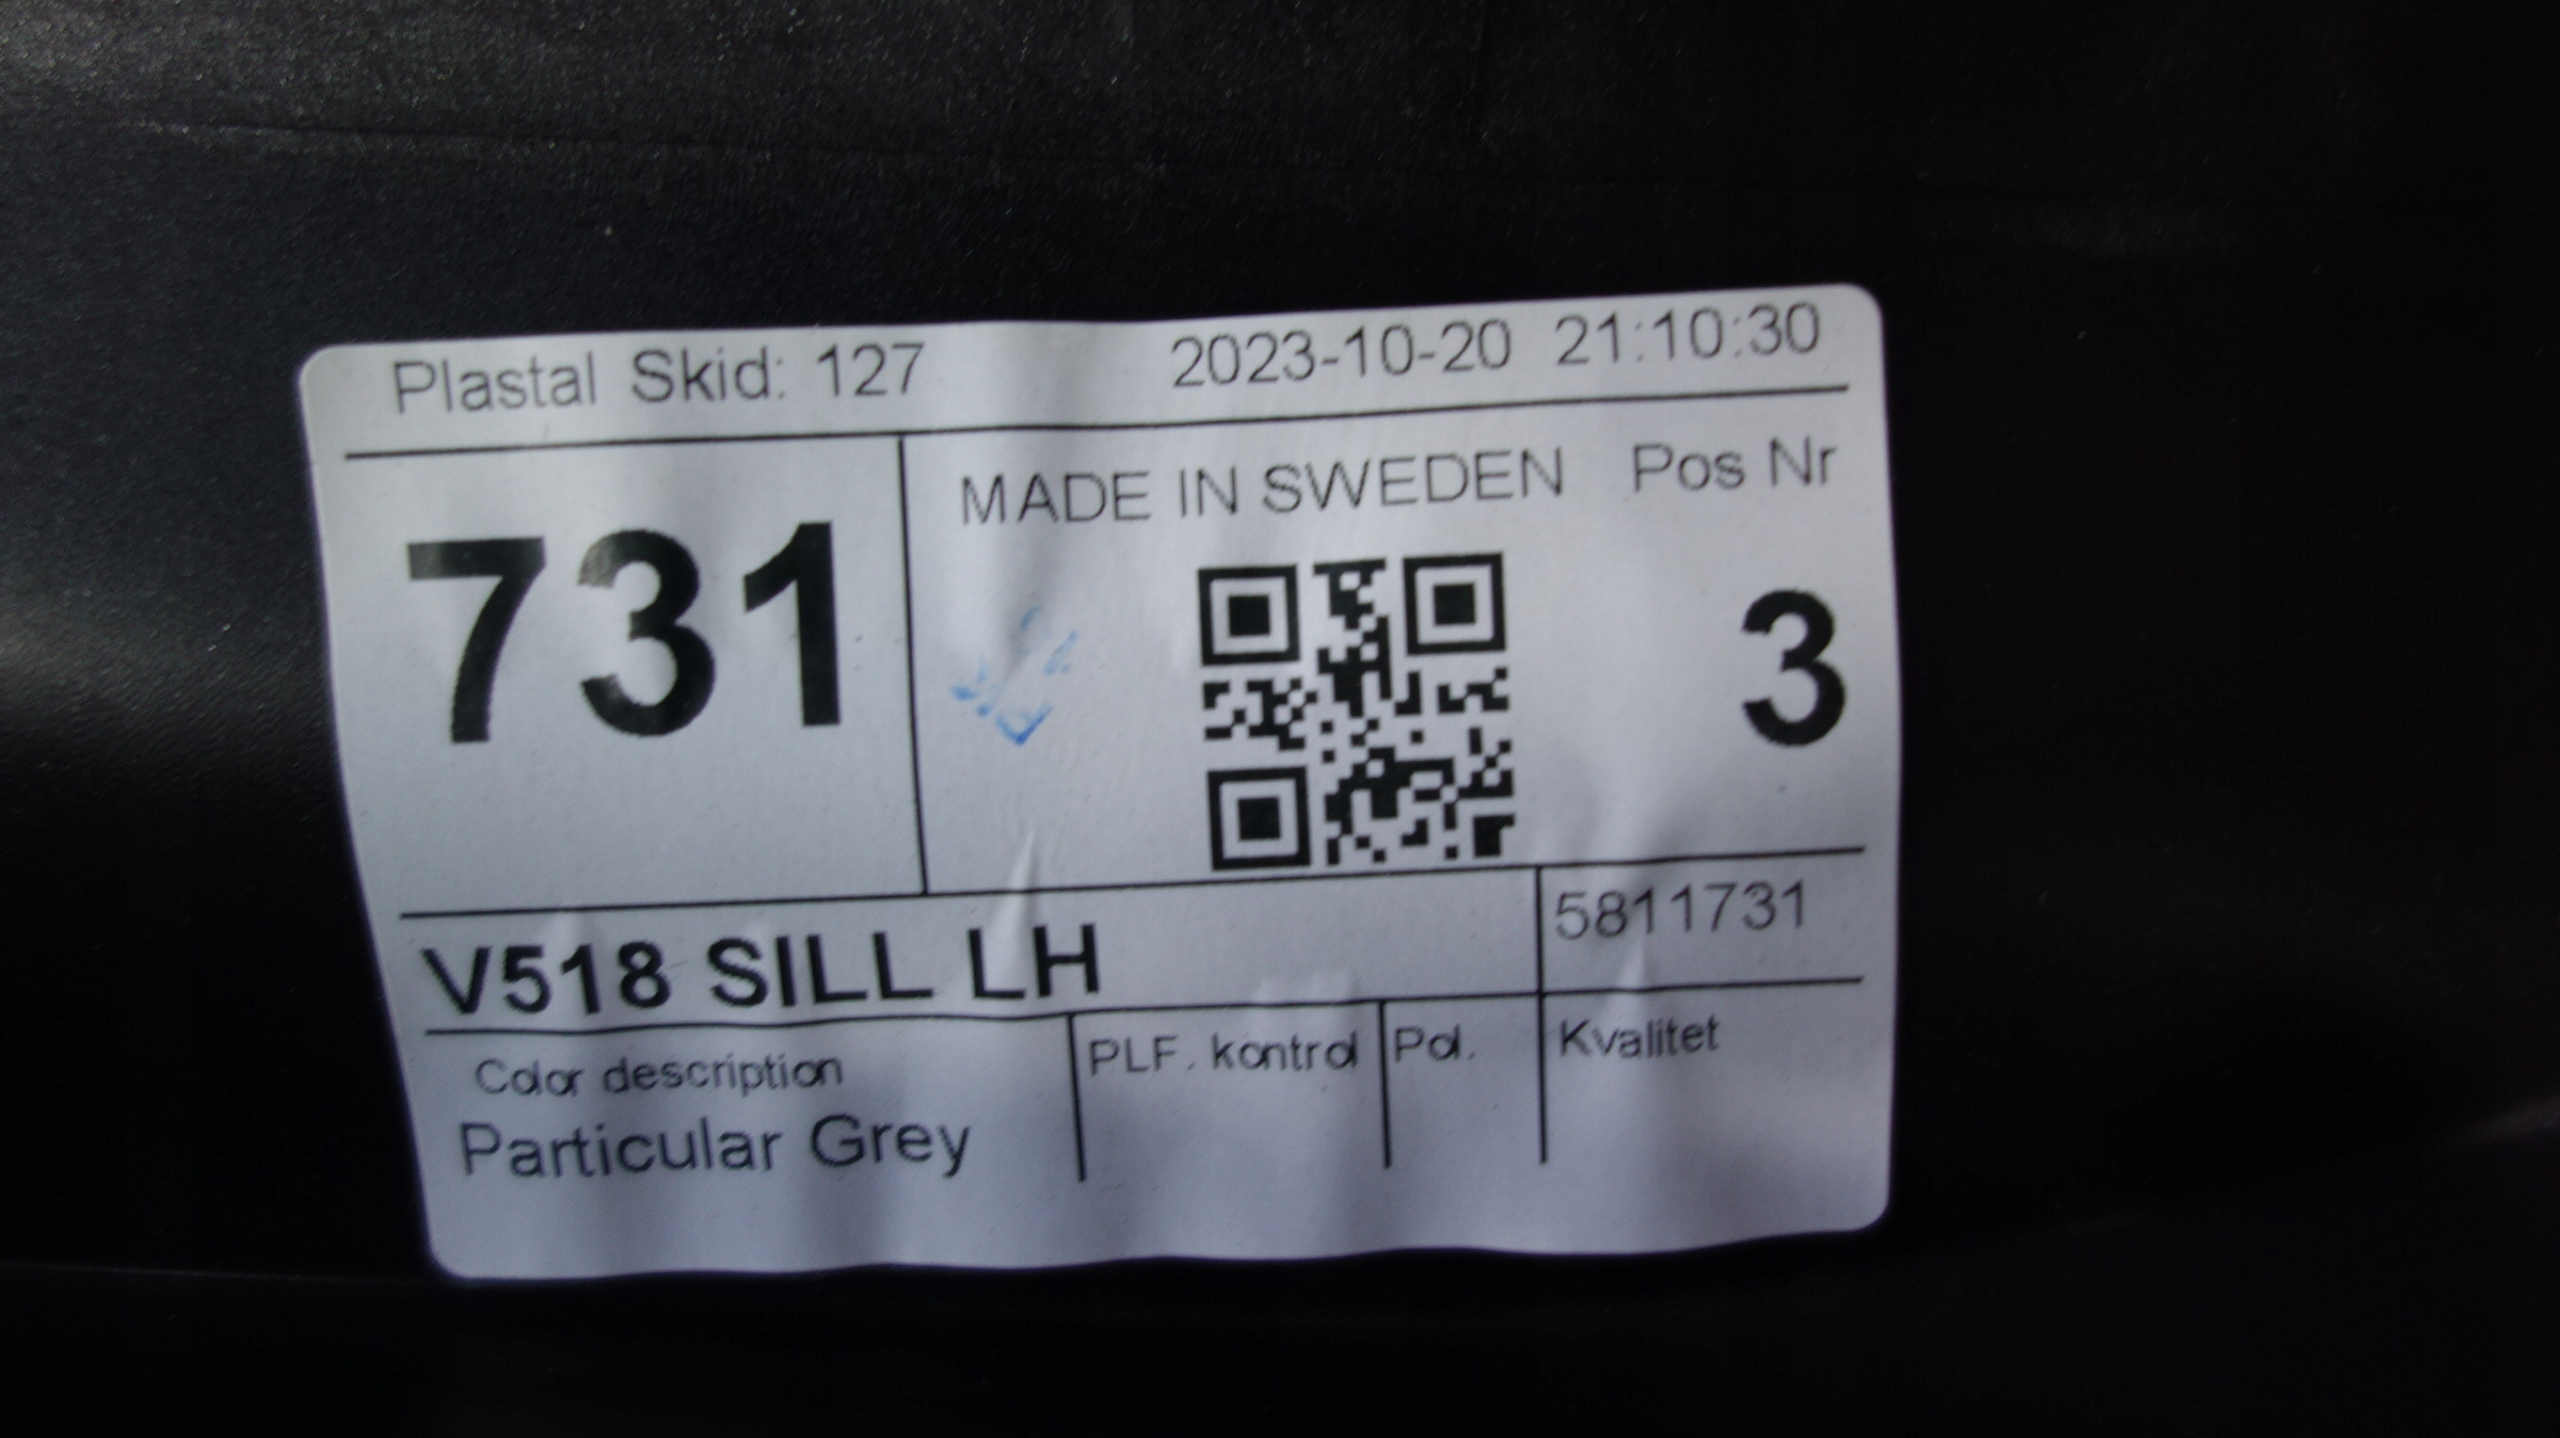 Plastal Skid: 127 2023-10-20 21:10:30
MADE IN SWEDEN Pos Nr
731 3
V518 SILL LH 5811731
Color description PLF. kontrol Pol. Kvalitet
Particular Grey